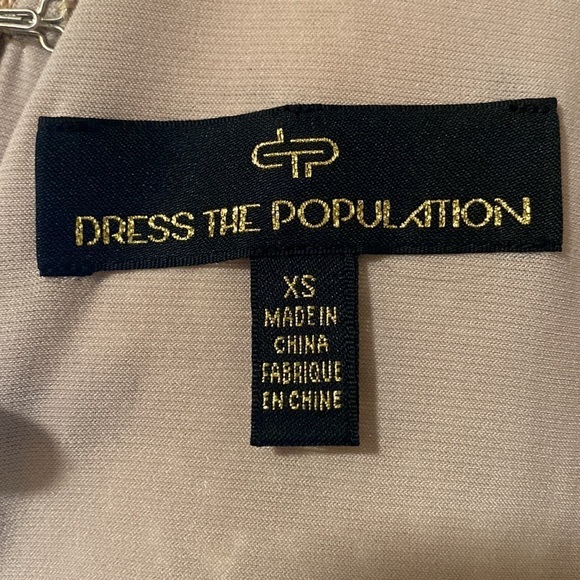 DRESS THE POPULATION
XS
MADE IN
CHINA
FABRIQUE
EN CHINE